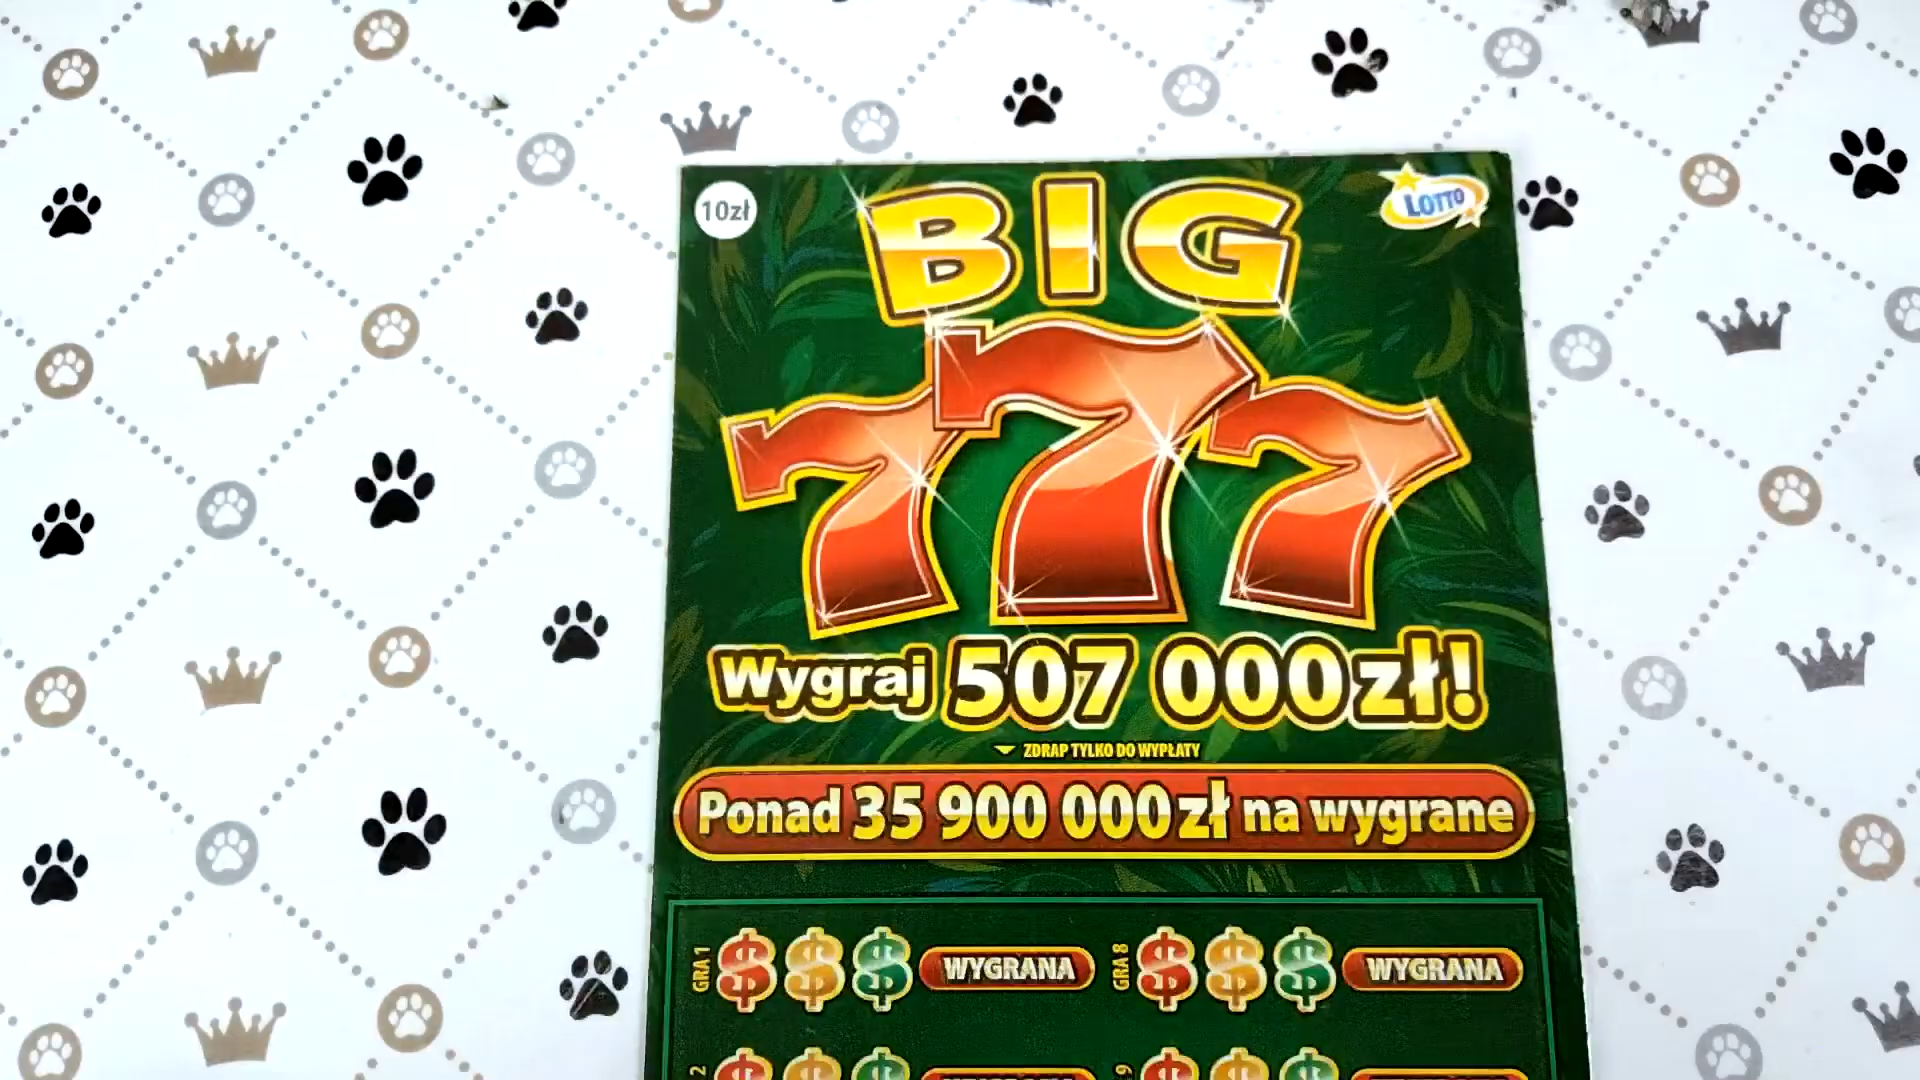 10zł
BIG
LOTTO
777
Wygraj 507 000zł!
ZDRAP TYLKO DO WYPŁATY
Ponad 35 900 000zł na wygrane
GRA 1 $ $ $ WYGRANA GRA 8 $ $ $ WYGRANA
2 $ $ $ $ $ $